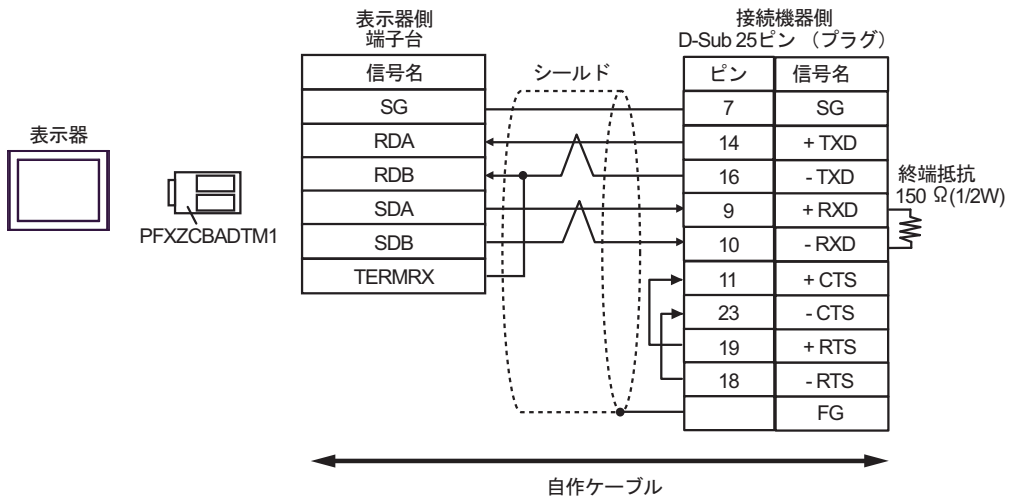 表示器
PFXZCBADTM1
表示器側
端子台
信号名
SG
RDA
RDB
SDA
SDB
TERMRX
シールド
接続機器側
D-Sub 25ピン （プラグ）
ピン 信号名
7 SG
14 + TXD
16 - TXD
9 + RXD
10 - RXD
11 + CTS
23 - CTS
19 + RTS
18 - RTS
FG
終端抵抗
150 Ω(1/2W)
自作ケーブル